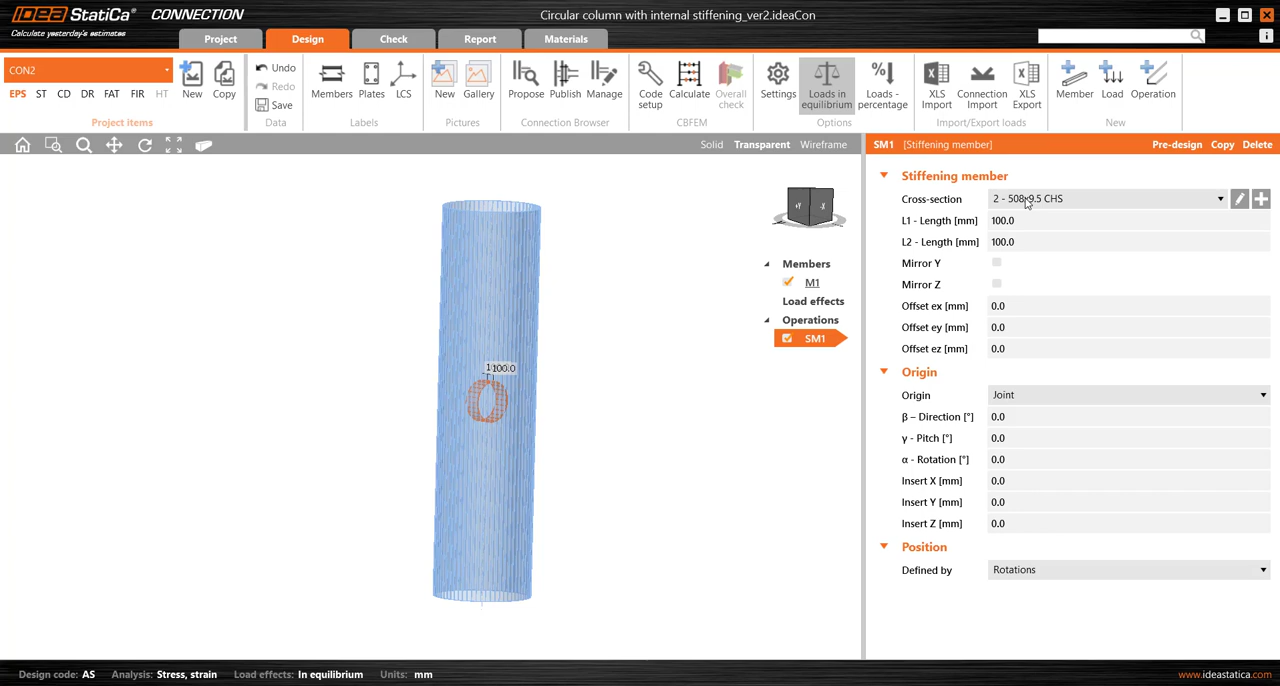 IDEA StatiCa® CONNECTION
Calculate yesterday's estimates
Circular column with internal stiffening_ver2.ideaCon
Project Design Check Report Materials
CON2
EPS ST CD DR FAT FIR HT
Project items
New Copy
Undo
Redo
Save
Data
Members Plates LCS
Labels
New Gallery
Pictures
Propose Publish Manage
Connection Browser
Code setup Calculate Overall check
CBFEM
Settings Loads in equilibrium Loads - percentage
Options
XLS Import Connection Import XLS Export
Import/Export loads
Member Load Operation
New
Solid Transparent Wireframe
SM1 [Stiffening member] Pre-design Copy Delete
+Y -X
Members
M1
Load effects
Operations
SM1
100.0
Stiffening member
Cross-section 2 - 508x9.5 CHS
L1 - Length [mm] 100.0
L2 - Length [mm] 100.0
Mirror Y
Mirror Z
Offset ex [mm] 0.0
Offset ey [mm] 0.0
Offset ez [mm] 0.0
Origin
Origin Joint
β – Direction [°] 0.0
γ - Pitch [°] 0.0
α - Rotation [°] 0.0
Insert X [mm] 0.0
Insert Y [mm] 0.0
Insert Z [mm] 0.0
Position
Defined by Rotations
Design code: AS Analysis: Stress, strain Load effects: In equilibrium Units: mm
www.ideastatica.com